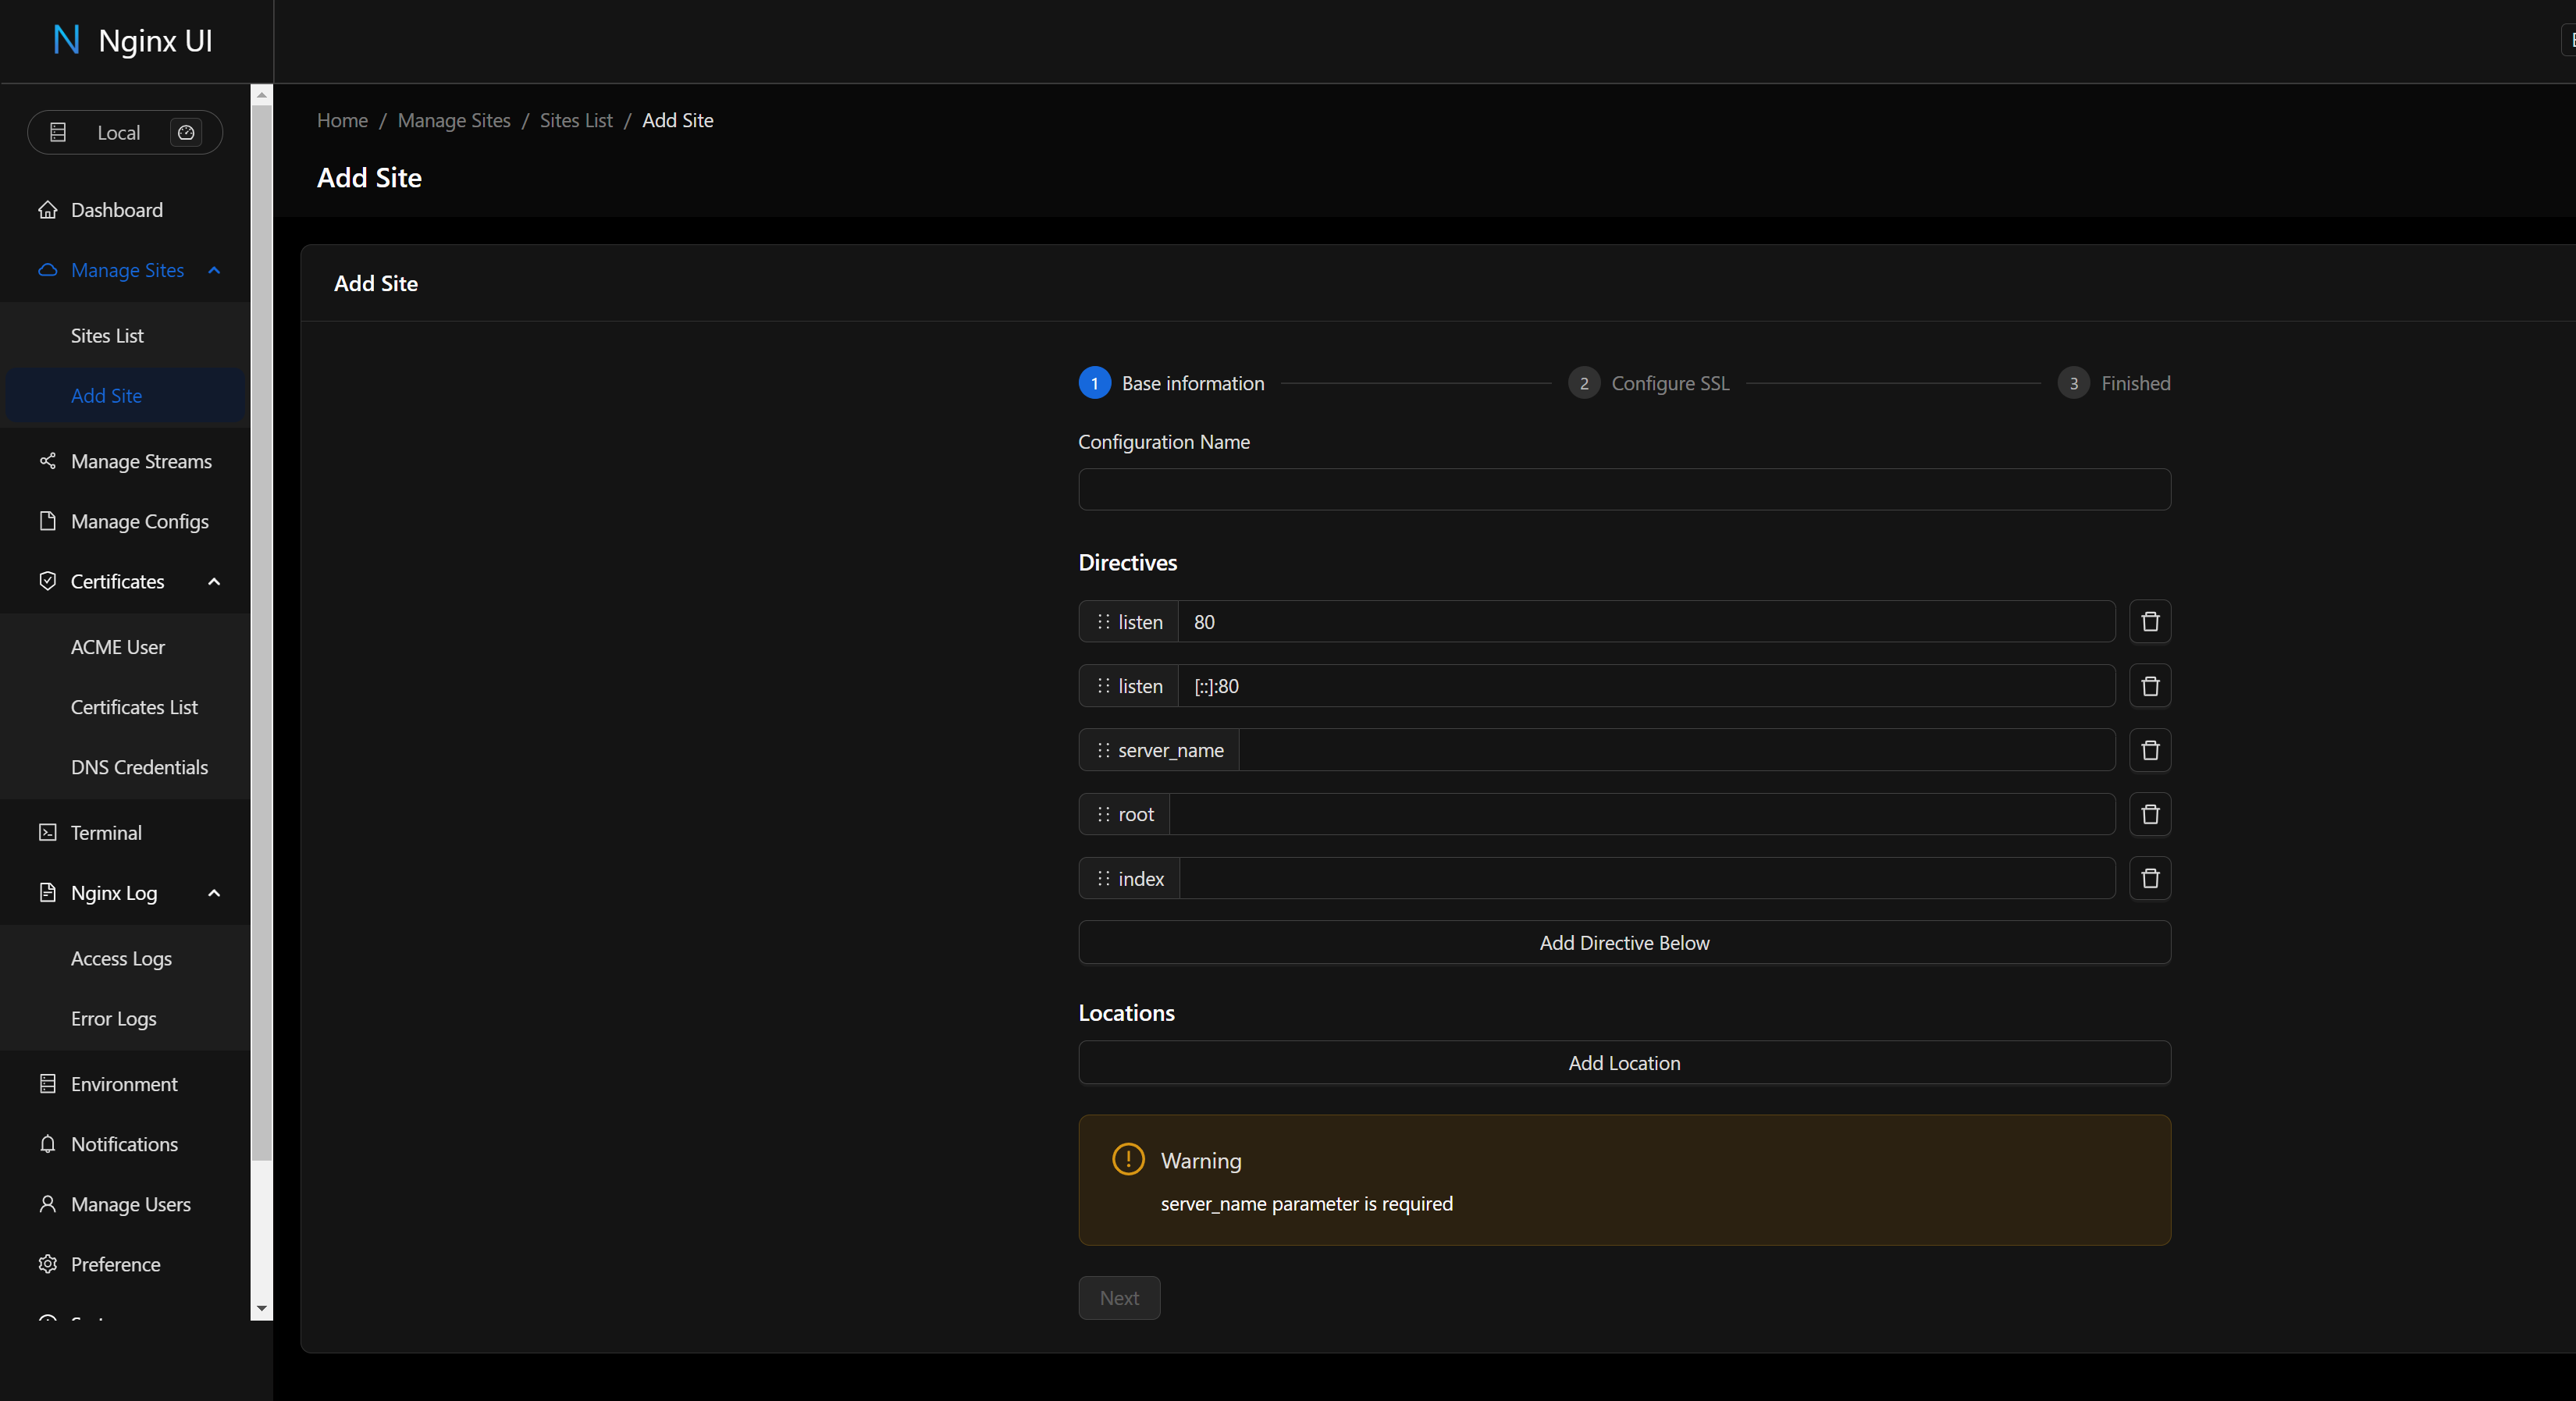 Nginx UI
Local
Dashboard
Manage Sites
Sites List
Add Site
Manage Streams
Manage Configs
Certificates
ACME User
Certificates List
DNS Credentials
Terminal
Nginx Log
Access Logs
Error Logs
Environment
Notifications
Manage Users
Preference
Home / Manage Sites / Sites List / Add Site
Add Site
Add Site
1 Base information
2 Configure SSL
3 Finished
Configuration Name
Directives
listen 80
listen [::]:80
server_name
root
index
Add Directive Below
Locations
Add Location
Warning
server_name parameter is required
Next